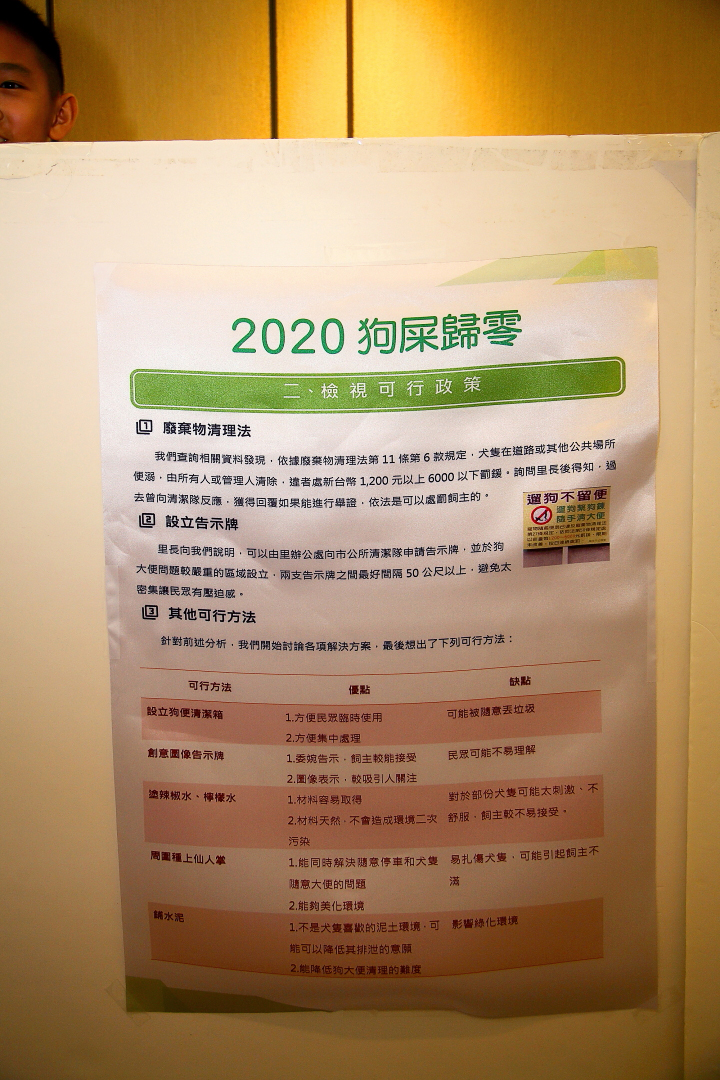 2020 狗屎歸零
二、檢視可行政策
1 廢棄物清理法
我們查詢相關資料發現，依據廢棄物清理法第 11 條第 6 款規定，犬隻在道路或其他公共場所
便溺，由所有人或管理人清除，違者處新台幣 1,200 元以上 6000 以下罰鍰。詢問里長後得知，過
去曾向清潔隊反應，獲得回覆如果能進行舉證，依法是可以處罰飼主的。
遛狗不留便
遛狗繫狗鍊
隨手清大便
2 設立告示牌
里長向我們說明，可以由里辦公處向市公所清潔隊申請告示牌，並於狗
大便問題較嚴重的區域設立，兩支告示牌之間最好間隔 50 公尺以上，避免太
密集讓民眾有壓迫感。
3 其他可行方法
針對前述分析，我們開始討論各項解決方案，最後想出了下列可行方法：
可行方法 優點 缺點
設立狗便清潔箱 1.方便民眾臨時使用 可能被隨意丟垃圾
2.方便集中處理
創意圖像告示牌 1.委婉告示，飼主較能接受 民眾可能不易理解
2.圖像表示，較吸引人關注
塗辣椒水、檸檬水 1.材料容易取得 對於部份犬隻可能太刺激、不
2.材料天然，不會造成環境二次 舒服，飼主較不易接受。
污染
周圍種上仙人掌 1.能同時解決隨意停車和犬隻 易扎傷犬隻，可能引起飼主不
隨意大便的問題 滿
2.能夠美化環境
鋪水泥 1.不是犬隻喜歡的泥土環境，可 影響綠化環境
能可以降低其排泄的意願
2.能降低狗大便清理的難度